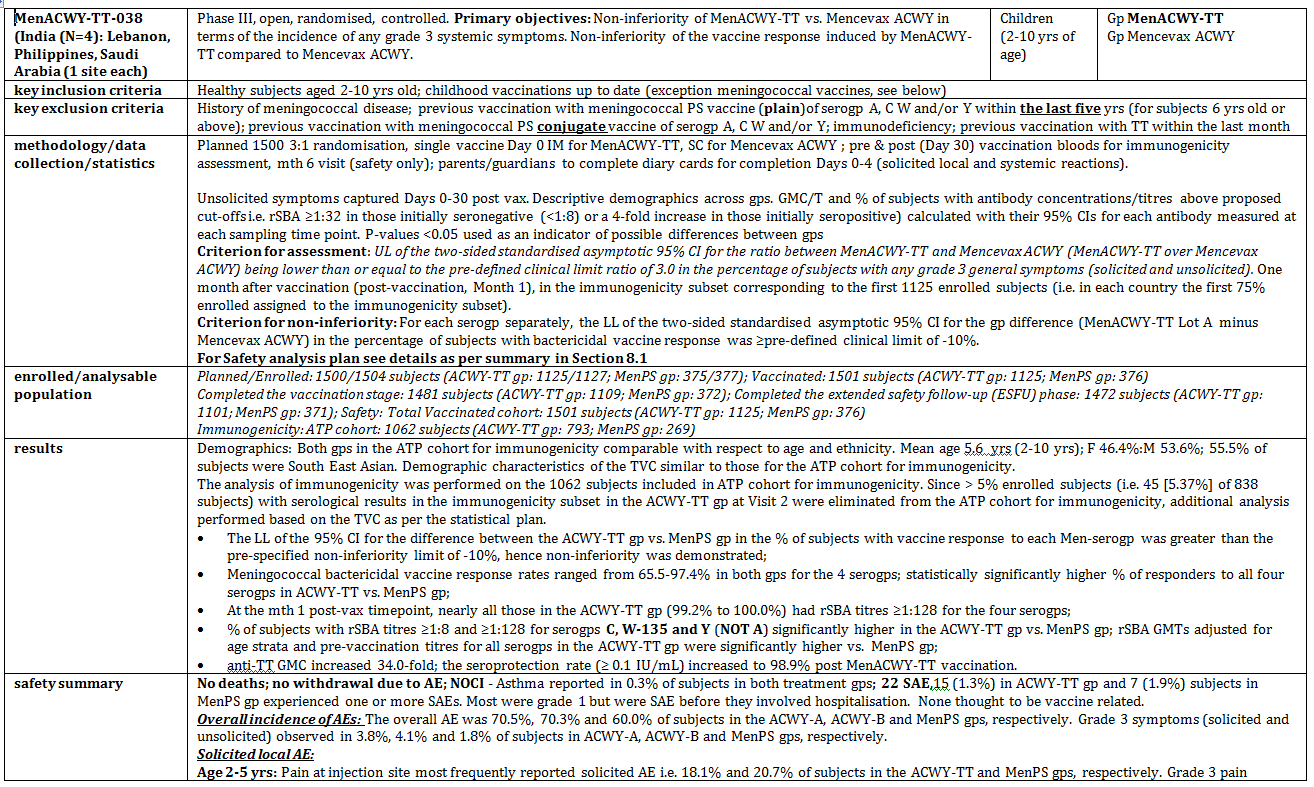 MenACWY-TT-038
(India (N=4): Lebanon,
Philippines, Saudi
Arabia (1 site each)
Phase III, open, randomised, controlled. Primary objectives: Non-inferiority of MenACWY-TT vs. Mencevax ACWY in
terms of the incidence of any grade 3 systemic symptoms. Non-inferiority of the vaccine response induced by MenACWY-
TT compared to Mencevax ACWY.
Children
(2-10 yrs of
age)
Gp MenACWY-TT
Gp Mencevax ACWY
key inclusion criteria
Healthy subjects aged 2-10 yrs old; childhood vaccinations up to date (exception meningococcal vaccines, see below)
key exclusion criteria
History of meningococcal disease; previous vaccination with meningococcal PS vaccine (plain)of serogp A, C W and/or Y within the last five yrs (for subjects 6 yrs old or
above); previous vaccination with meningococcal PS conjugate vaccine of serogp A, C W and/or Y; immunodeficiency; previous vaccination with TT within the last month
methodology/data
collection/statistics
Planned 1500 3:1 randomisation, single vaccine Day 0 IM for MenACWY-TT, SC for Mencevax ACWY ; pre & post (Day 30) vaccination bloods for immunogenicity
assessment, mth 6 visit (safety only); parents/guardians to complete diary cards for completion Days 0-4 (solicited local and systemic reactions).
Unsolicited symptoms captured Days 0-30 post vax. Descriptive demographics across gps. GMC/T and % of subjects with antibody concentrations/titres above proposed
cut-offs i.e. rSBA ≥1:32 in those initially seronegative (<1:8) or a 4-fold increase in those initially seropositive) calculated with their 95% CIs for each antibody measured at
each sampling time point. P-values <0.05 used as an indicator of possible differences between gps
Criterion for assessment: UL of the two-sided standardised asymptotic 95% CI for the ratio between MenACWY-TT and Mencevax ACWY (MenACWY-TT over Mencevax
ACWY) being lower than or equal to the pre-defined clinical limit ratio of 3.0 in the percentage of subjects with any grade 3 general symptoms (solicited and unsolicited). One
month after vaccination (post-vaccination, Month 1), in the immunogenicity subset corresponding to the first 1125 enrolled subjects (i.e. in each country the first 75%
enrolled assigned to the immunogenicity subset).
Criterion for non-inferiority: For each serogp separately, the LL of the two-sided standardised asymptotic 95% CI for the gp difference (MenACWY-TT Lot A minus
Mencevax ACWY) in the percentage of subjects with bactericidal vaccine response was ≥pre-defined clinical limit of -10%.
For Safety analysis plan see details as per summary in Section 8.1
enrolled/analysable
population
Planned/Enrolled: 1500/1504 subjects (ACWY-TT gp: 1125/1127; MenPS gp: 375/377); Vaccinated: 1501 subjects (ACWY-TT gp: 1125; MenPS gp: 376)
Completed the vaccination stage: 1481 subjects (ACWY-TT gp: 1109; MenPS gp: 372); Completed the extended safety follow-up (ESFU) phase: 1472 subjects (ACWY-TT gp:
1101; MenPS gp: 371); Safety: Total Vaccinated cohort: 1501 subjects (ACWY-TT gp: 1125; MenPS gp: 376)
Immunogenicity: ATP cohort: 1062 subjects (ACWY-TT gp: 793; MenPS gp: 269)
results
Demographics: Both gps in the ATP cohort for immunogenicity comparable with respect to age and ethnicity. Mean age 5.6 yrs (2-10 yrs); F 46.4%:M 53.6%; 55.5% of
subjects were South East Asian. Demographic characteristics of the TVC similar to those for the ATP cohort for immunogenicity.
The analysis of immunogenicity was performed on the 1062 subjects included in ATP cohort for immunogenicity. Since > 5% enrolled subjects (i.e. 45 [5.37%] of 838
subjects) with serological results in the immunogenicity subset in the ACWY-TT gp at Visit 2 were eliminated from the ATP cohort for immunogenicity, additional analysis
performed based on the TVC as per the statistical plan.
• The LL of the 95% CI for the difference between the ACWY-TT gp vs. MenPS gp in the % of subjects with vaccine response to each Men-serogp was greater than the
pre-specified non-inferiority limit of -10%, hence non-inferiority was demonstrated;
• Meningococcal bactericidal vaccine response rates ranged from 65.5-97.4% in both gps for the 4 serogps; statistically significantly higher % of responders to all four
serogps in ACWY-TT vs. MenPS gp;
• At the mth 1 post-vax timepoint, nearly all those in the ACWY-TT gp (99.2% to 100.0%) had rSBA titres ≥1:128 for the four serogps;
• % of subjects with rSBA titres ≥1:8 and ≥1:128 for serogps C, W-135 and Y (NOT A) significantly higher in the ACWY-TT gp vs. MenPS gp; rSBA GMTs adjusted for
age strata and pre-vaccination titres for all serogps in the ACWY-TT gp were significantly higher vs. MenPS gp;
• anti-TT GMC increased 34.0-fold; the seroprotection rate (≥ 0.1 IU/mL) increased to 98.9% post MenACWY-TT vaccination.
safety summary
No deaths; no withdrawal due to AE; NOCI - Asthma reported in 0.3% of subjects in both treatment gps; 22 SAE,15 (1.3%) in ACWY-TT gp and 7 (1.9%) subjects in
MenPS gp experienced one or more SAEs. Most were grade 1 but were SAE before they involved hospitalisation. None thought to be vaccine related.
Overall incidence of AEs: The overall AE was 70.5%, 70.3% and 60.0% of subjects in the ACWY-A, ACWY-B and MenPS gps, respectively. Grade 3 symptoms (solicited and
unsolicited) observed in 3.8%, 4.1% and 1.8% of subjects in ACWY-A, ACWY-B and MenPS gps, respectively.
Solicited local AE:
Age 2-5 yrs: Pain at injection site most frequently reported solicited AE i.e. 18.1% and 20.7% of subjects in the ACWY-TT and MenPS gps, respectively. Grade 3 pain